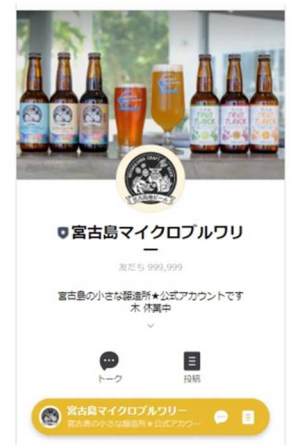 宮古島マイクロブルワリ
ー
友だち 999,999
宮古島の小さな醸造所★公式アカウントです
木 休業中
トーク
投稿
宮古島マイクロブルワリー
宮古島の小さな醸造所★公式アカウ…